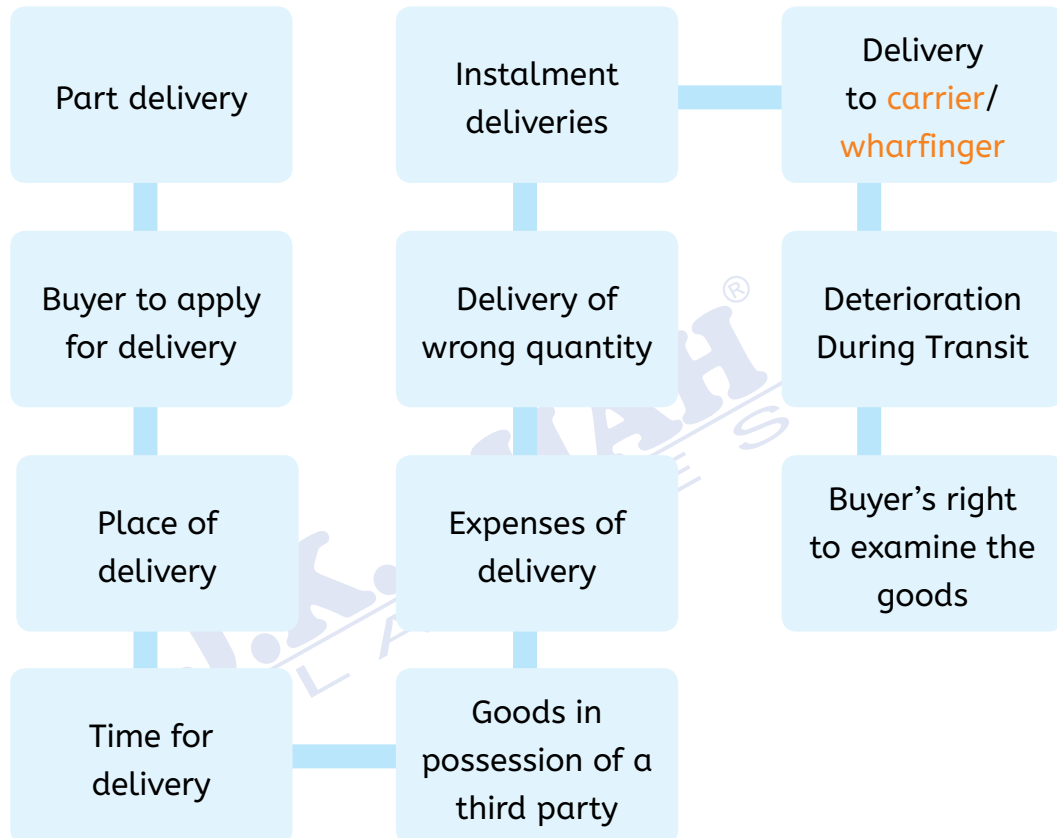 Part delivery
Buyer to apply
for delivery
Place of
delivery
Time for
delivery
Goods in
possession of a
third party
Expenses of
delivery
Delivery of
wrong quantity
Instalment
deliveries
Delivery
to carrier/
wharfinger
Deterioration
During Transit
Buyer’s right
to examine the
goods